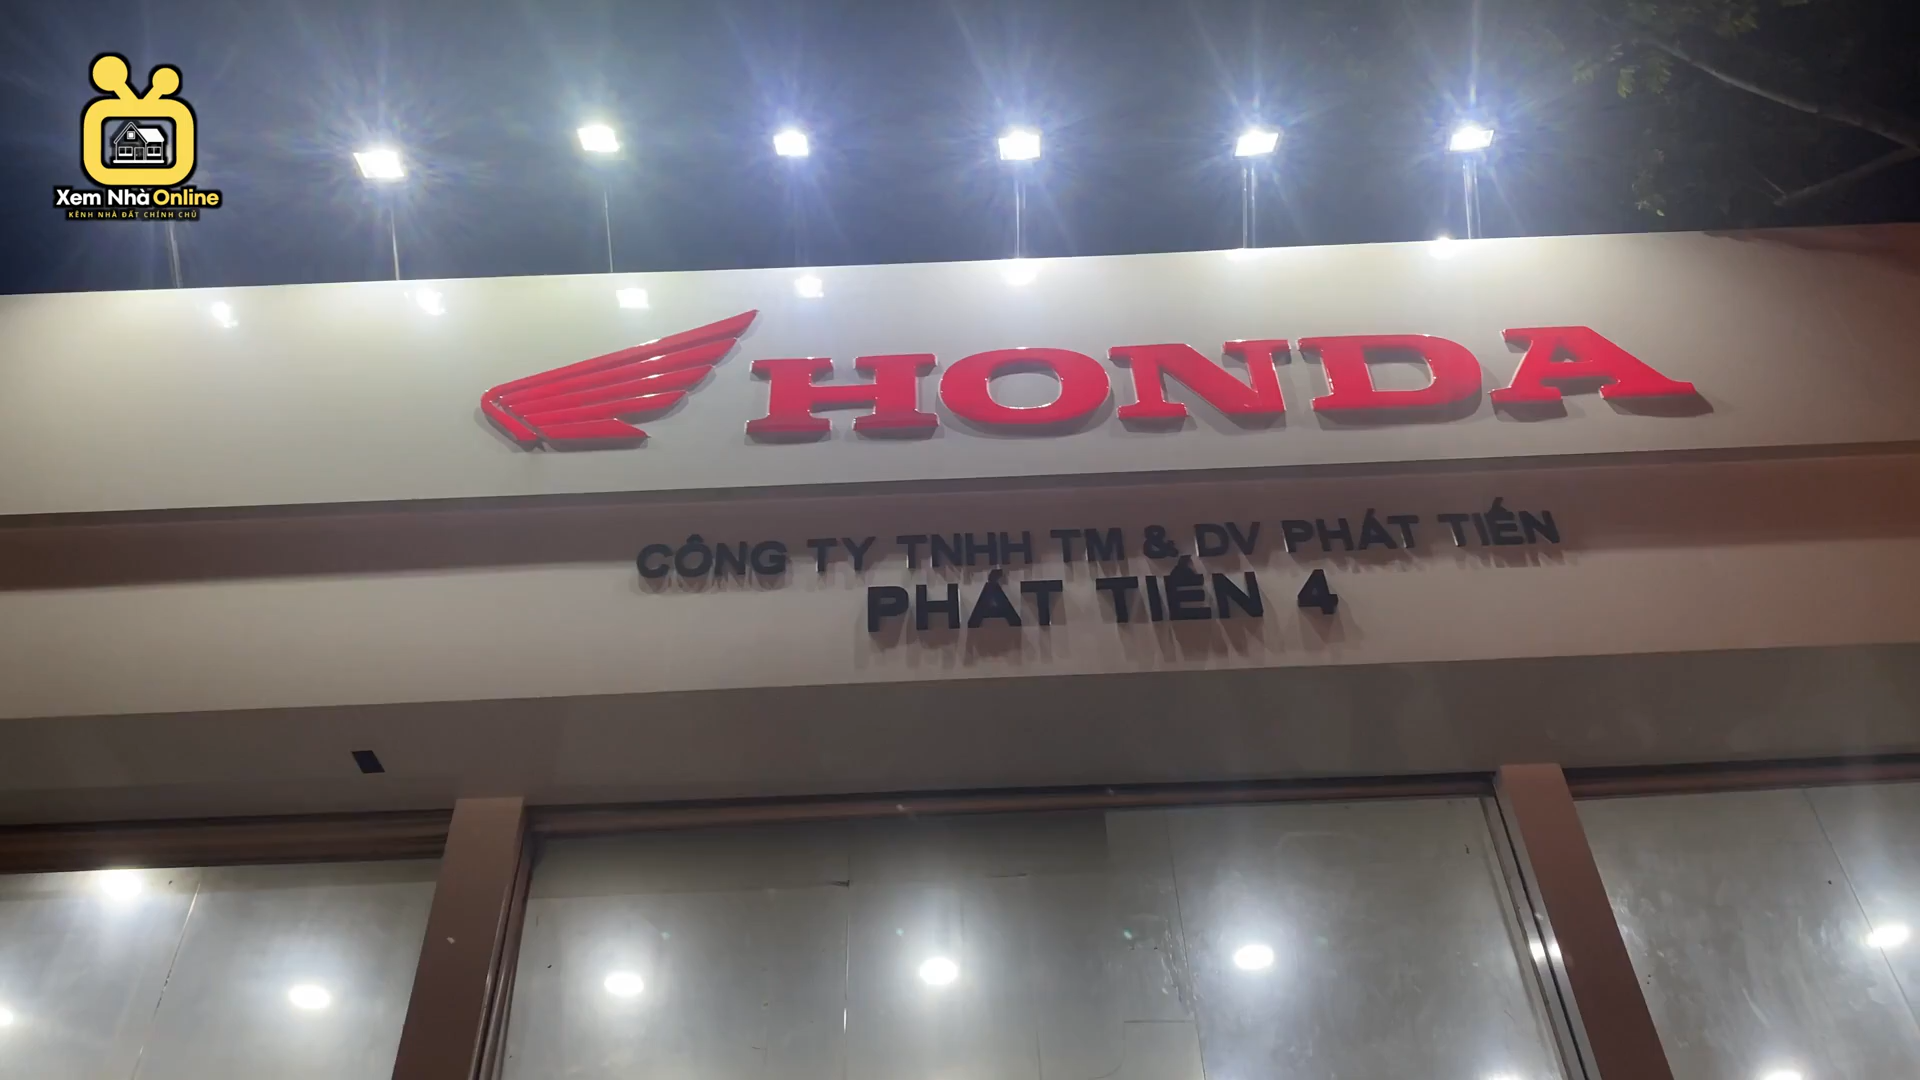 Xem Nhà Online
KÊNH NHÀ ĐẤT CHÍNH CHỦ
HONDA
CÔNG TY TNHH TM & DV PHÁT TIẾN
PHÁT TIẾN 4